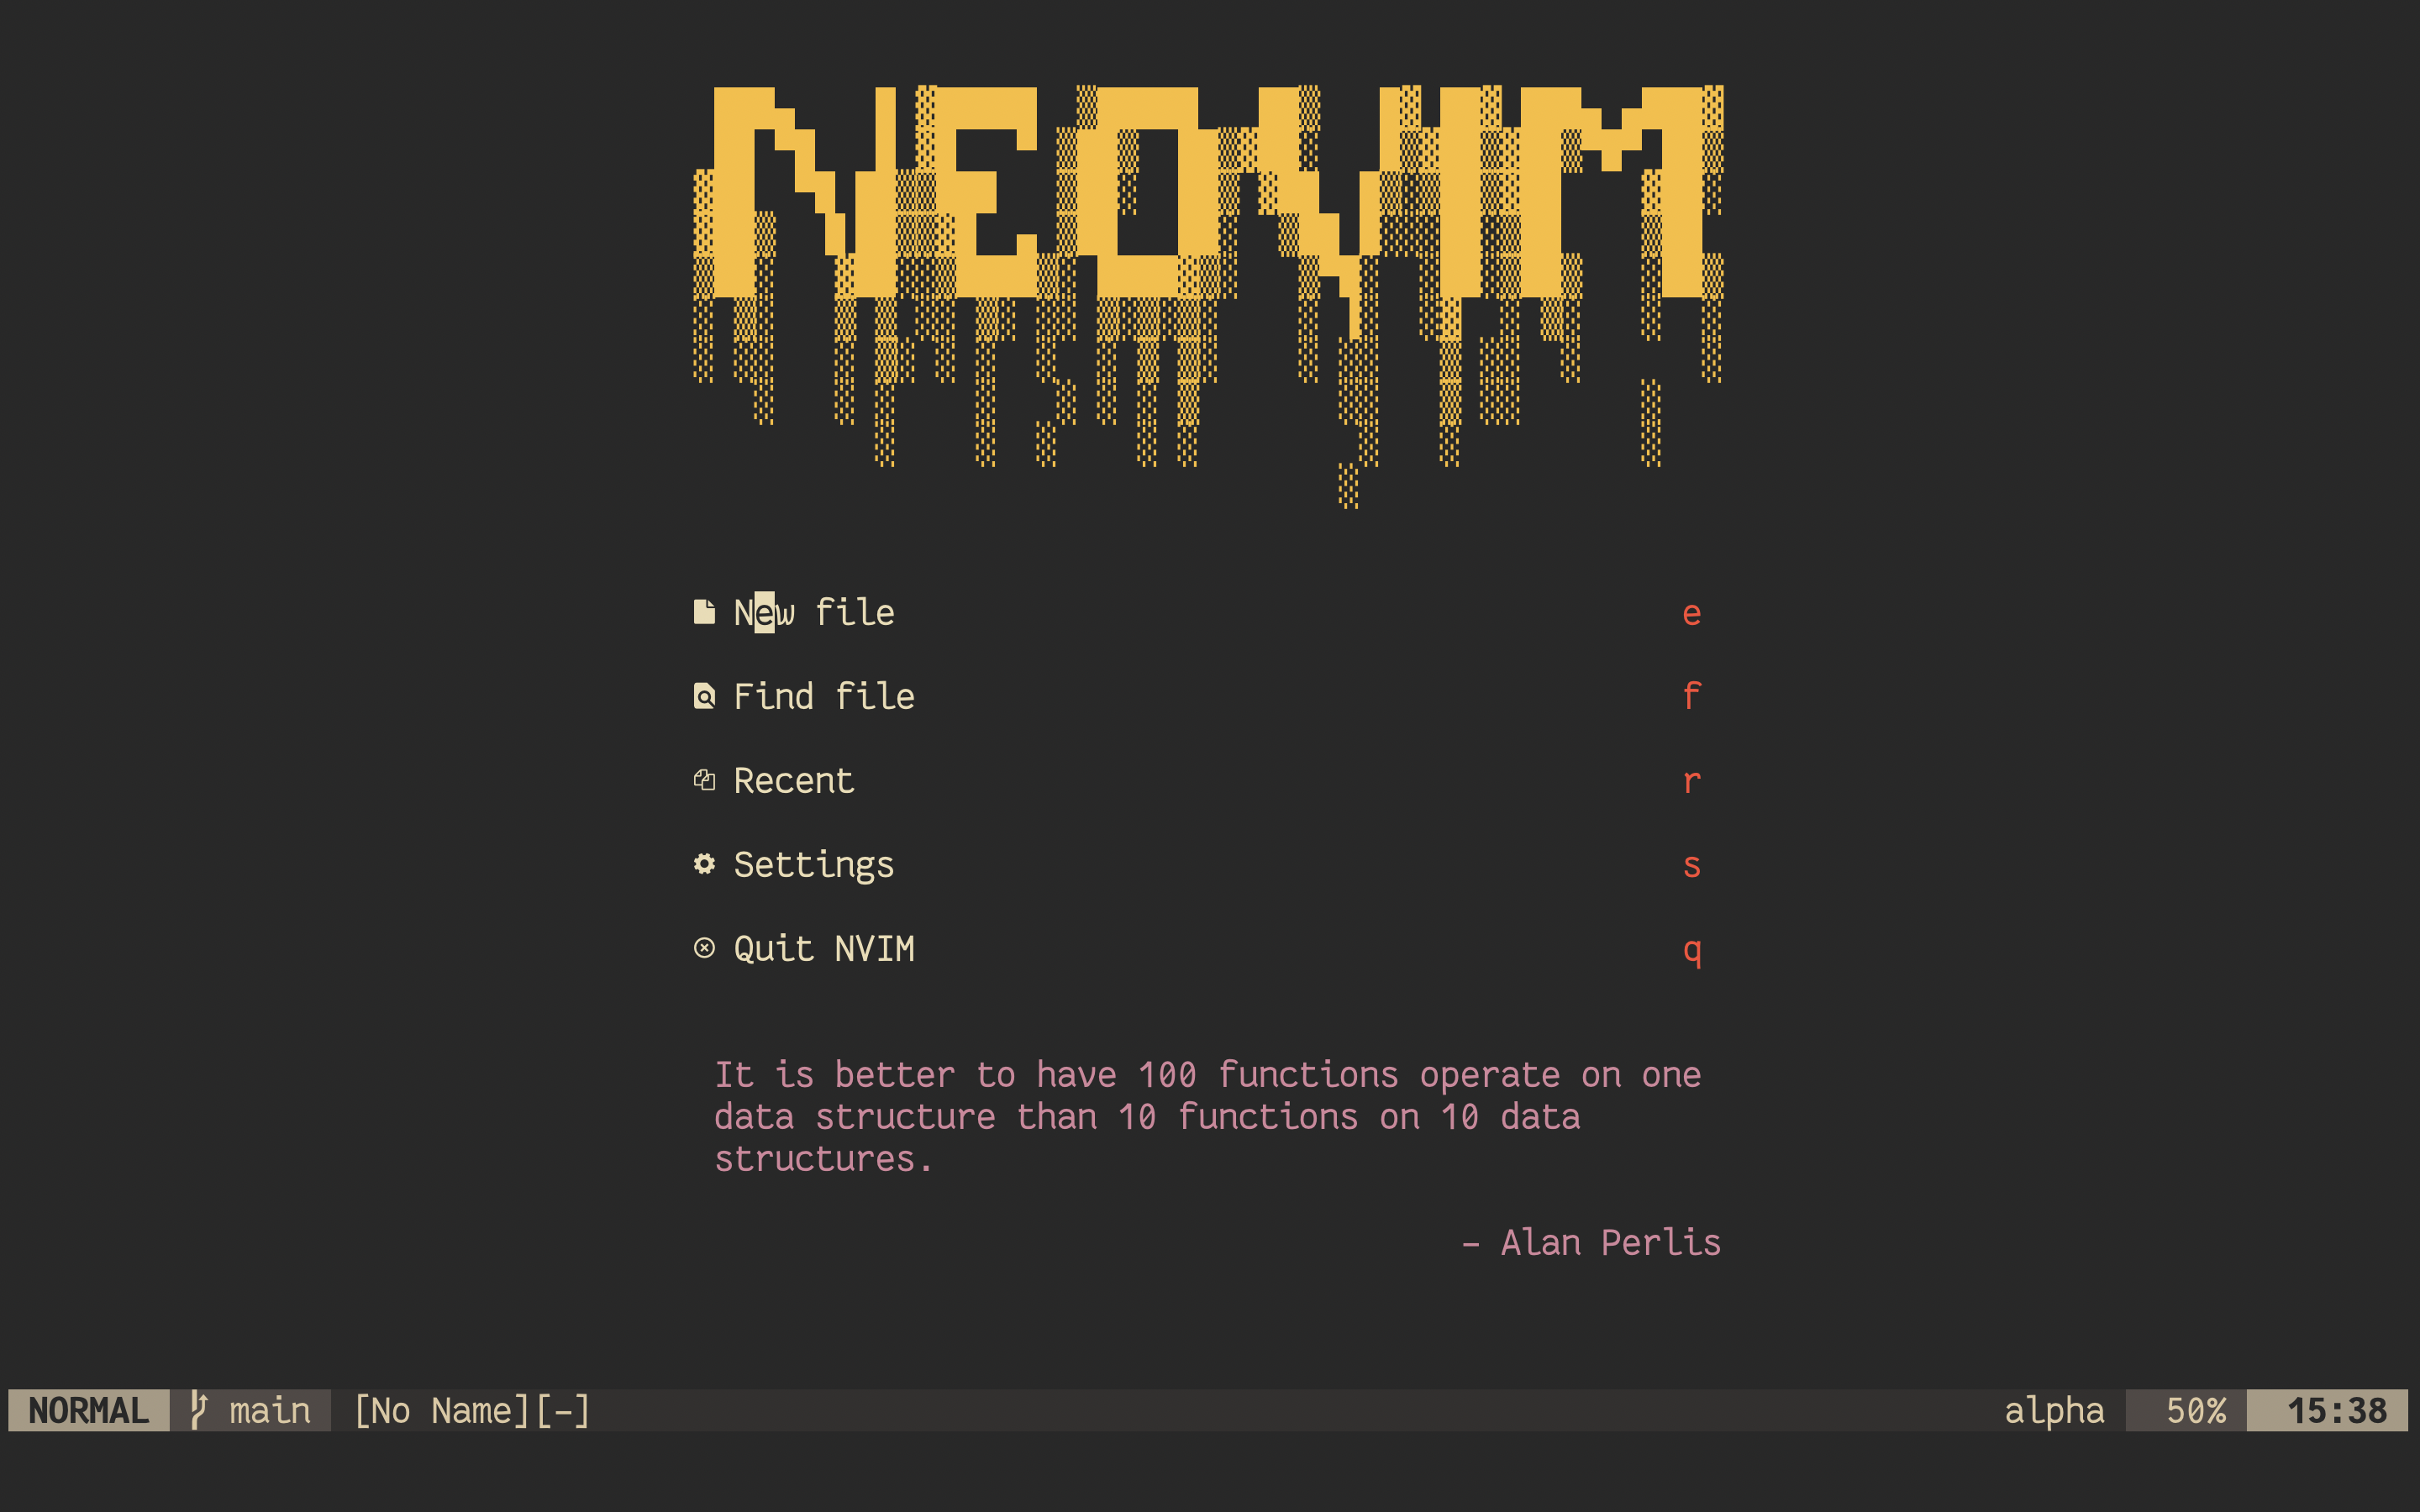 NEOVIM
New file e
Find file f
Recent r
Settings s
Quit NVIM q
It is better to have 100 functions operate on one
data structure than 10 functions on 10 data
structures.
- Alan Perlis
NORMAL main [No Name][-] alpha 50% 15:38